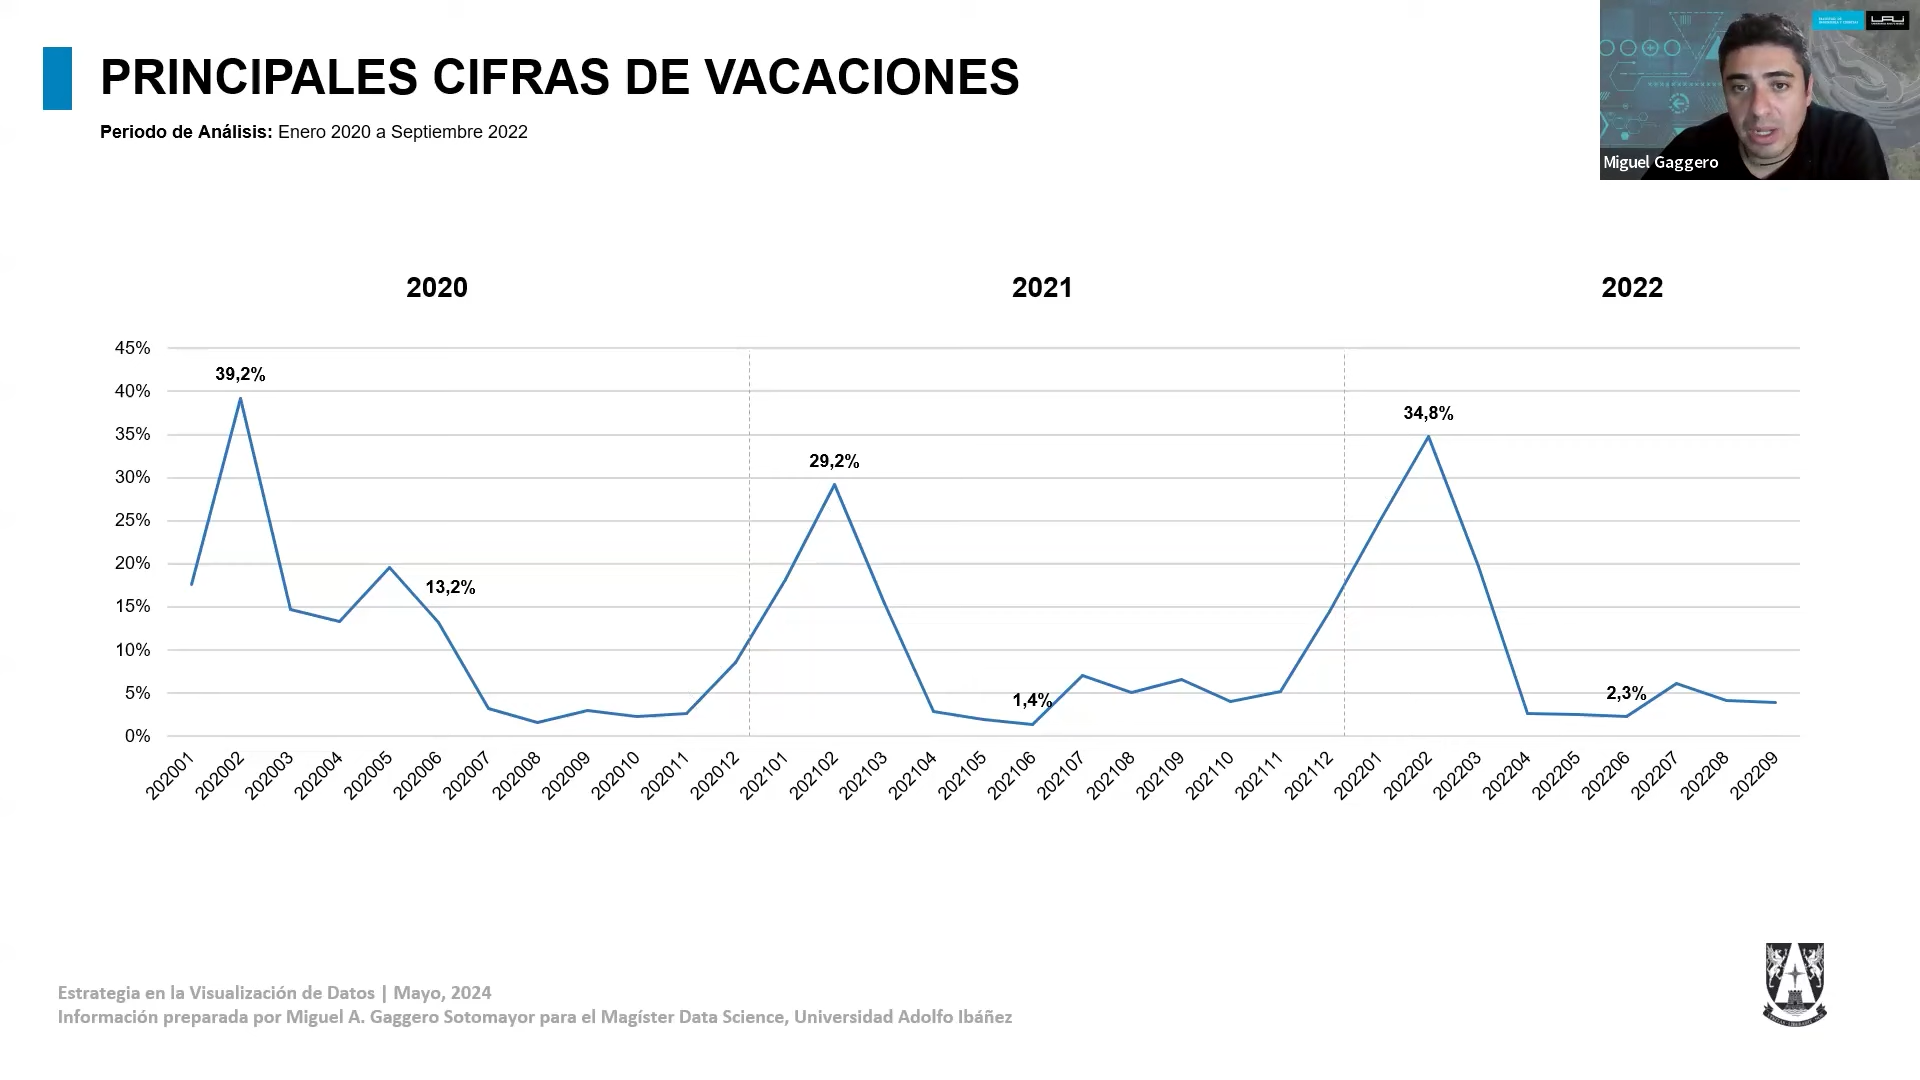 PRINCIPALES CIFRAS DE VACACIONES
Periodo de Análisis: Enero 2020 a Septiembre 2022
Miguel Gaggero
2020 2021 2022
45%
40%
35%
30%
25%
20%
15%
10%
5%
0%
39,2%
13,2%
29,2%
1,4%
34,8%
2,3%
202001 202002 202003 202004 202005 202006 202007 202008 202009 202010 202011 202012 202101 202102 202103 202104 202105 202106 202107 202108 202109 202110 202111 202112 202201 202202 202203 202204 202205 202206 202207 202208 202209
Estrategia en la Visualización de Datos | Mayo, 2024
Información preparada por Miguel A. Gaggero Sotomayor para el Magíster Data Science, Universidad Adolfo Ibáñez